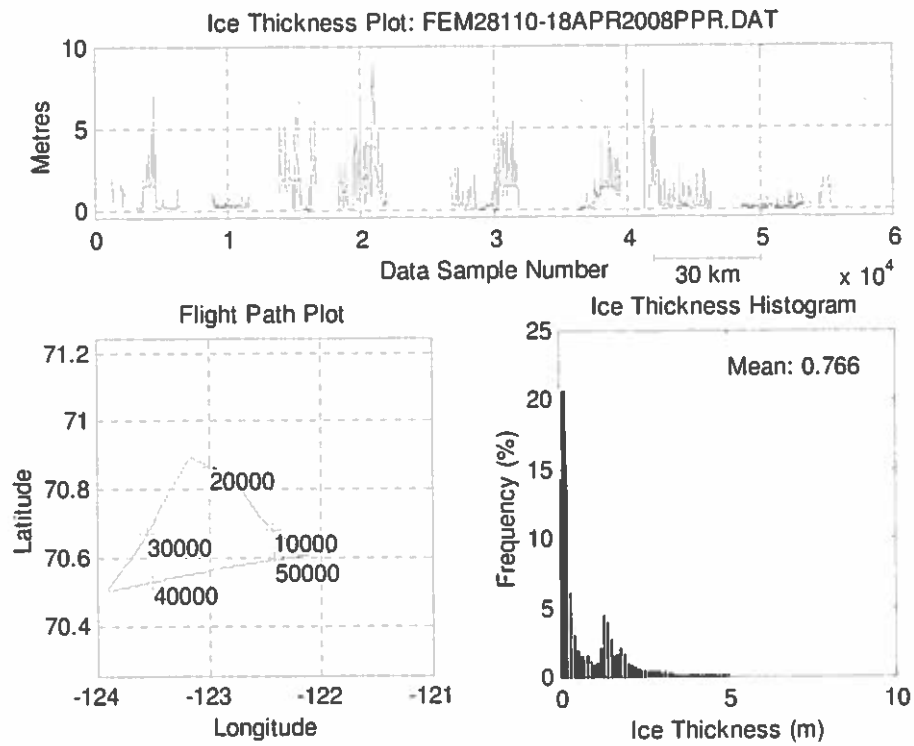 Ice Thickness Plot: FEM28110-18APR2008PPR.DAT
10
5
0
Metres
0 1 2 3 4 5 6
Data Sample Number
30 km
x 10^4
Flight Path Plot
71.2
71
70.8
70.6
70.4
Latitude
20000
10000
30000
50000
40000
-124 -123 -122 -121
Longitude
Ice Thickness Histogram
25
20
15
10
5
0
Frequency (%)
Mean: 0.766
0 5 10
Ice Thickness (m)